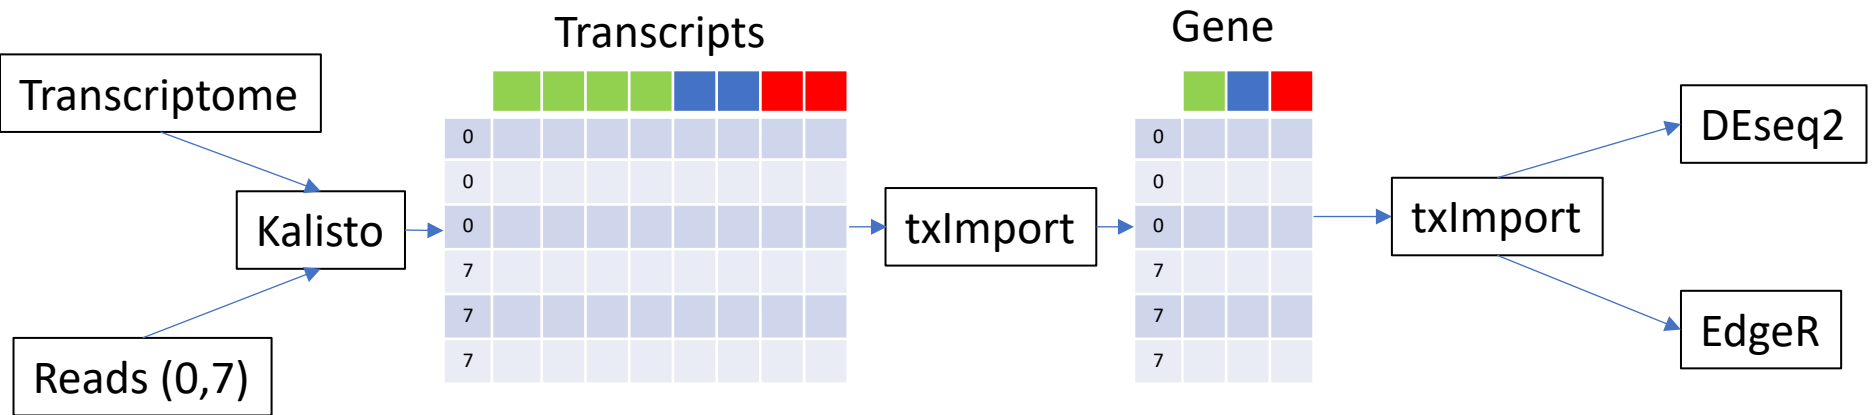 Transcripts
Gene
Transcriptome
Reads (0,7)
Kalisto
0
0
0
7
7
7
txImport
0
0
0
7
7
7
txImport
DEseq2
EdgeR